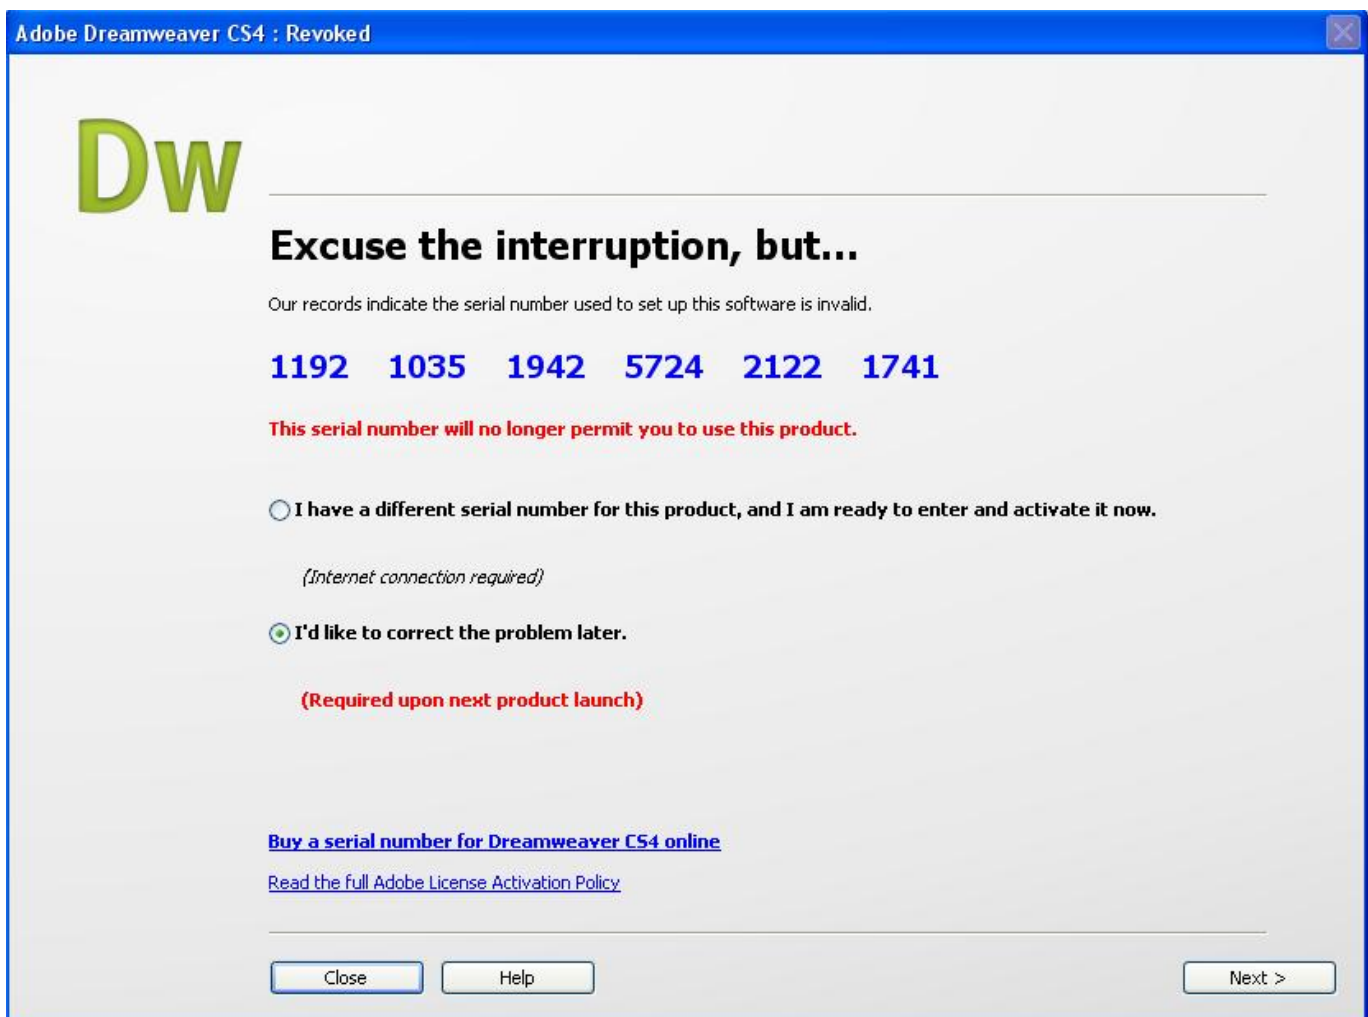 Adobe Dreamweaver CS4 : Revoked
Dw
Excuse the interruption, but...
Our records indicate the serial number used to set up this software is invalid.
1192 1035 1942 5724 2122 1741
This serial number will no longer permit you to use this product.
I have a different serial number for this product, and I am ready to enter and activate it now.
(Internet connection required)
I'd like to correct the problem later.
(Required upon next product launch)
Buy a serial number for Dreamweaver CS4 online
Read the full Adobe License Activation Policy
Close Help Next >